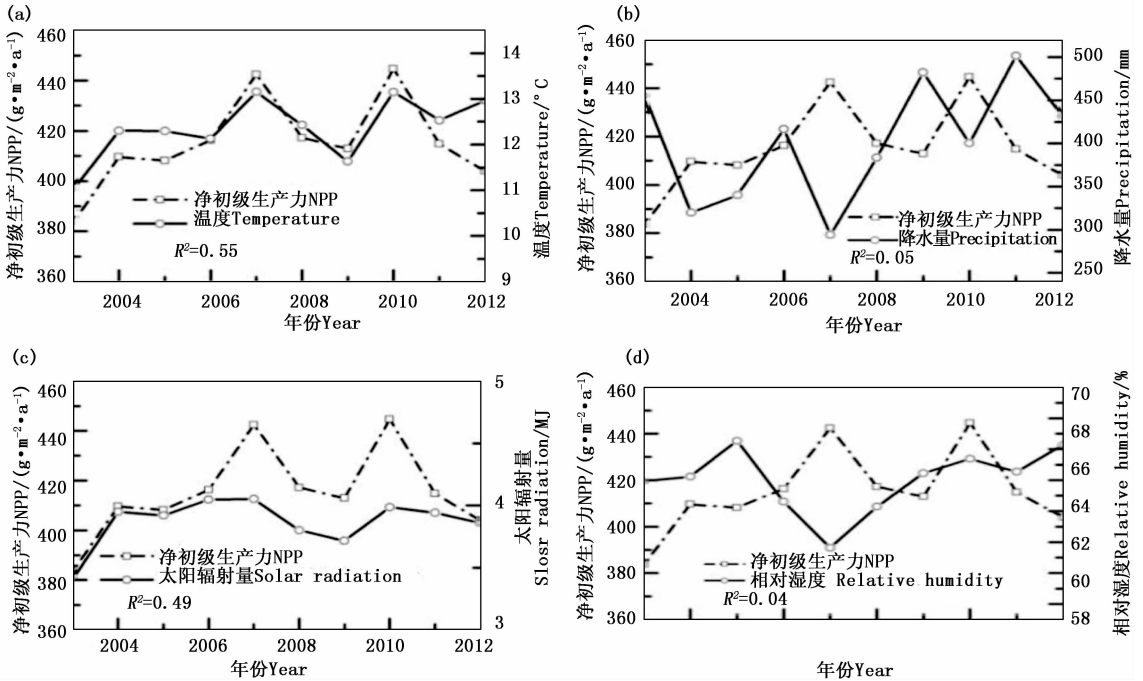 (a)
460
440
420
400
380
360
净初级生产力NPP/(g•m⁻²•a⁻¹)
净初级生产力NPP
温度Temperature
R²=0.55
14
13
12
11
10
9
温度Temperature/°C
2004
2006
2008
2010
2012
年份Year
(b)
460
440
420
400
380
360
净初级生产力NPP/(g•m⁻²•a⁻¹)
净初级生产力NPP
降水量Precipitation
R²=0.05
500
450
400
350
300
250
降水量Precipitation/mm
2004
2006
2008
2010
2012
年份Year
(c)
460
440
420
400
380
360
净初级生产力NPP/(g•m⁻²•a⁻¹)
净初级生产力NPP
太阳辐射量Solar radiation
R²=0.49
5
4
3
太阳辐射量
Slosr radiation/MJ
2004
2006
2008
2010
2012
年份Year
(d)
460
440
420
400
380
360
净初级生产力NPP/(g•m⁻²•a⁻¹)
净初级生产力NPP
相对湿度 Relative humidity
R²=0.04
70
68
66
64
62
60
58
相对湿度Relative humidity/%
年份Year